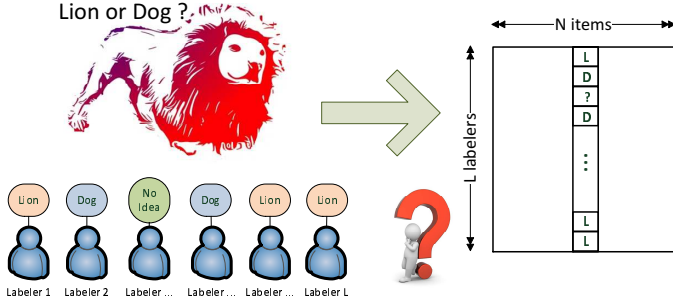 Lion or Dog ?
N items
L labelers
L
D
?
D
⋮
L
L
Lion
Dog
No Idea
Dog
Lion
Lion
Labeler 1
Labeler 2
Labeler ...
Labeler ...
Labeler ...
Labeler L